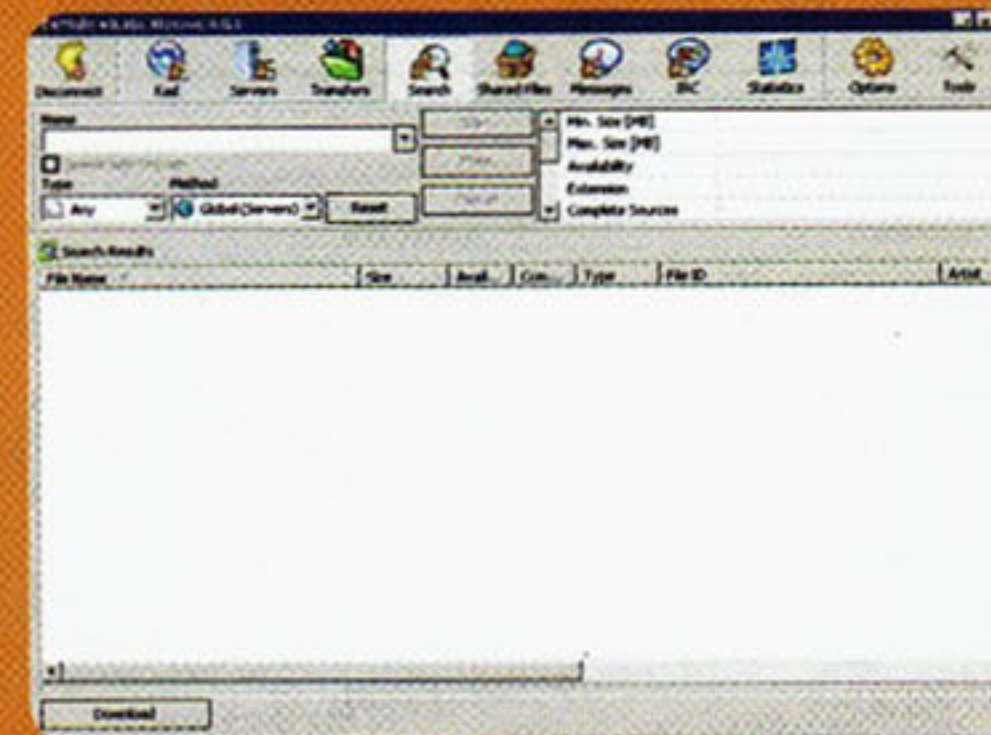 Disconnect Kad Servers Transfers Search Shared Files Messages IRC Statistics Options Tools
Name
Min. Size [MB]
Max. Size [MB]
Availability
Type Method
Extension
Any Global (Servers) Reset
Complete Sources
Search Results
File Name Size Avail... Com... Type File ID Artist
Download